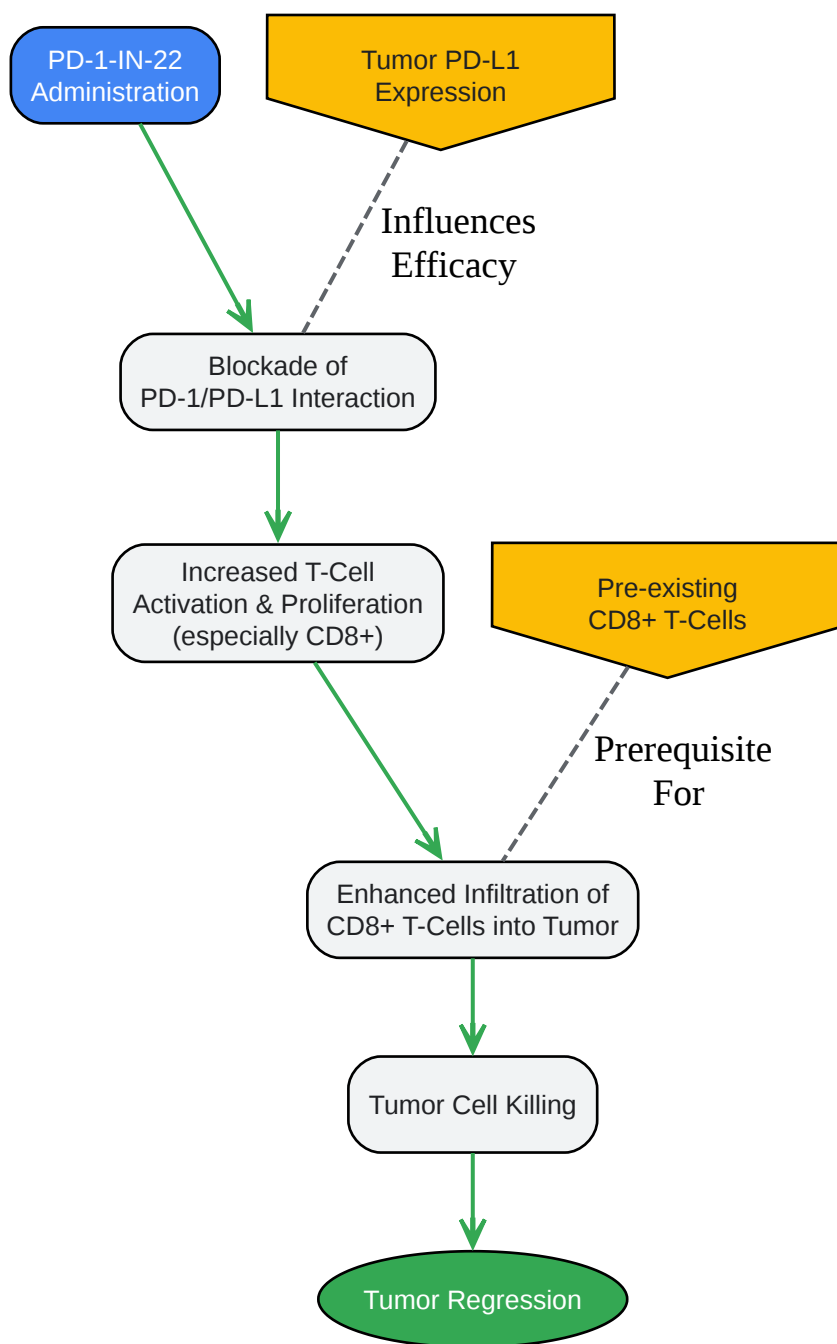 PD-1-IN-22
Administration
Tumor PD-L1
Expression
Influences
Efficacy
Blockade of
PD-1/PD-L1 Interaction
Increased T-Cell
Activation & Proliferation
(especially CD8+)
Pre-existing
CD8+ T-Cells
Prerequisite
For
Enhanced Infiltration of
CD8+ T-Cells into Tumor
Tumor Cell Killing
Tumor Regression